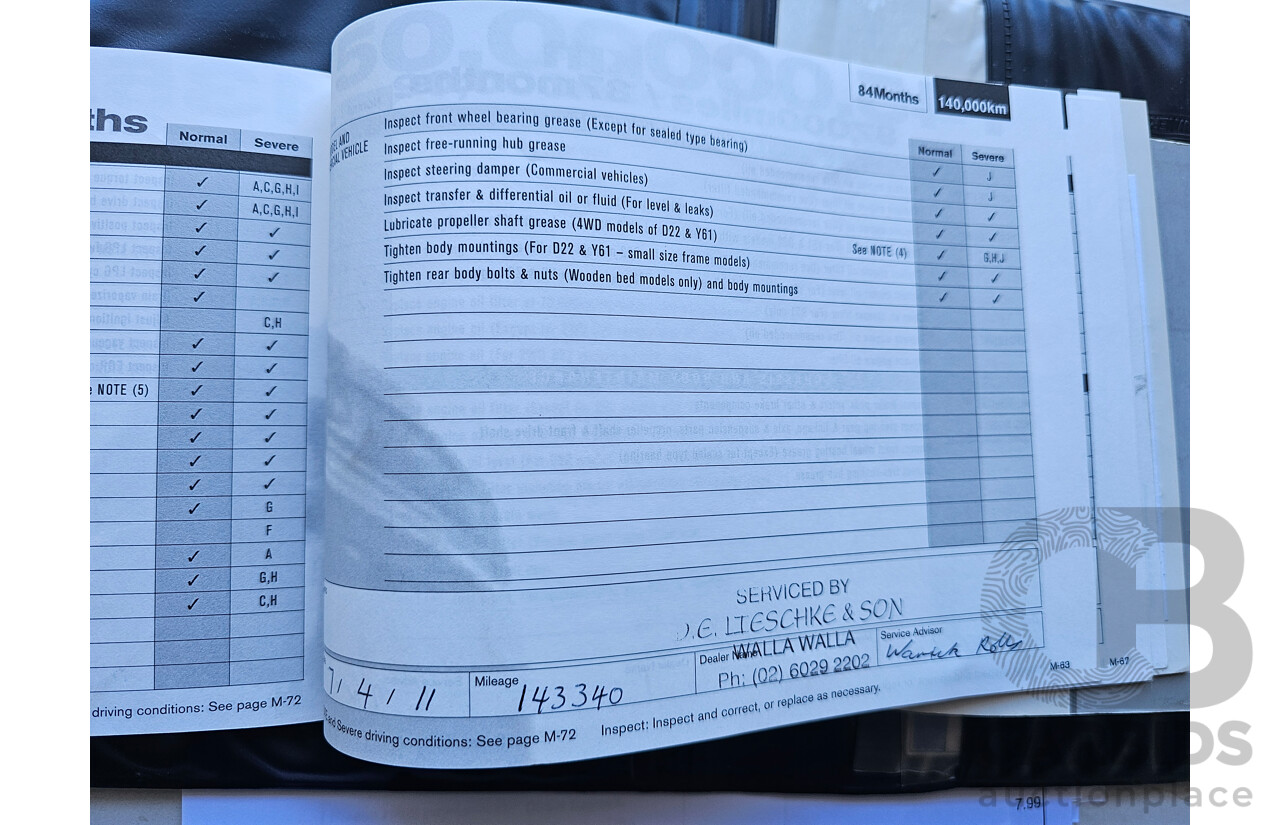 ths
Normal Severe
✓ A,C,G,H,I
✓ A,C,G,H,I
✓ ✓
✓ ✓
✓ ✓
✓
C,H
✓ ✓
✓ ✓
NOTE (5) ✓ ✓
✓ ✓
✓ ✓
✓ ✓
✓ ✓
✓ G
F
✓ A
✓ G,H
✓ C,H
driving conditions: See page M-72
84Months 140,000km
AND
VEHICLE
Normal Severe
Inspect front wheel bearing grease (Except for sealed type bearing) ✓ J
Inspect free-running hub grease ✓ J
Inspect steering damper (Commercial vehicles) ✓ ✓
Inspect transfer & differential oil or fluid (For level & leaks) ✓ ✓
Lubricate propeller shaft grease (4WD models of D22 & Y61) See NOTE (4) ✓ G,H,J
Tighten body mountings (For D22 & Y61 – small size frame models) ✓ ✓
Tighten rear body bolts & nuts (Wooden bed models only) and body mountings ✓ ✓
SERVICED BY
J.E. LIESCHKE & SON
WALLA WALLA
Ph: (02) 6029 2202
7/4/11
Mileage 143340
Dealer
Service Advisor
Severe driving conditions: See page M-72
Inspect: Inspect and correct, or replace as necessary.
M-63
M-67
7.99
auctionplace